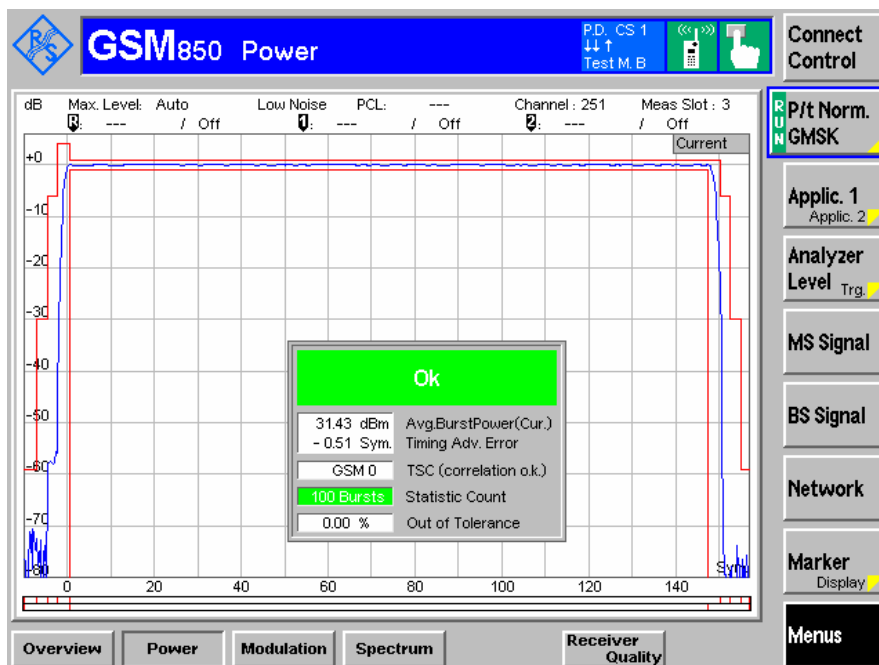 R S
GSM850 Power
P.D. CS 1
Test M. B
Connect Control
dB Max. Level: Auto Low Noise PCL: --- Channel : 251 Meas Slot : 3
R: --- / Off 1: --- / Off 2: --- / Off
Current
RUN
P/t Norm.
GMSK
Applic. 1
Applic. 2
Analyzer
Level Trg.
MS Signal
BS Signal
Network
Marker
Display
Menus
+0
-10
-20
-30
-40
-50
-60
-70
-80
Ok
31.43 dBm Avg.BurstPower(Cur.)
- 0.51 Sym. Timing Adv. Error
GSM 0 TSC (correlation o.k.)
100 Bursts Statistic Count
0.00 % Out of Tolerance
0 20 40 60 80 100 120 140
Overview Power Modulation Spectrum Receiver Quality